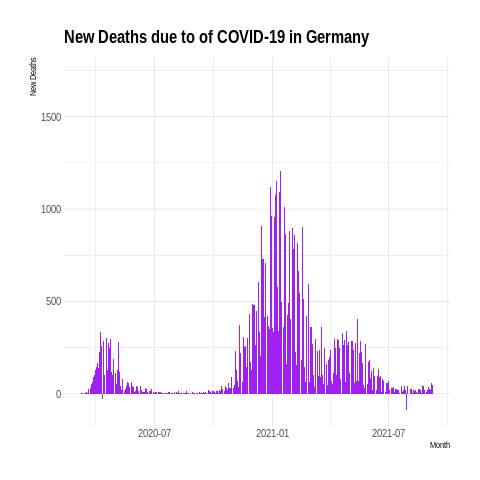 New Deaths due to of COVID-19 in Germany
New Deaths
1500
1000
500
0
2020-07
2021-01
2021-07
Month